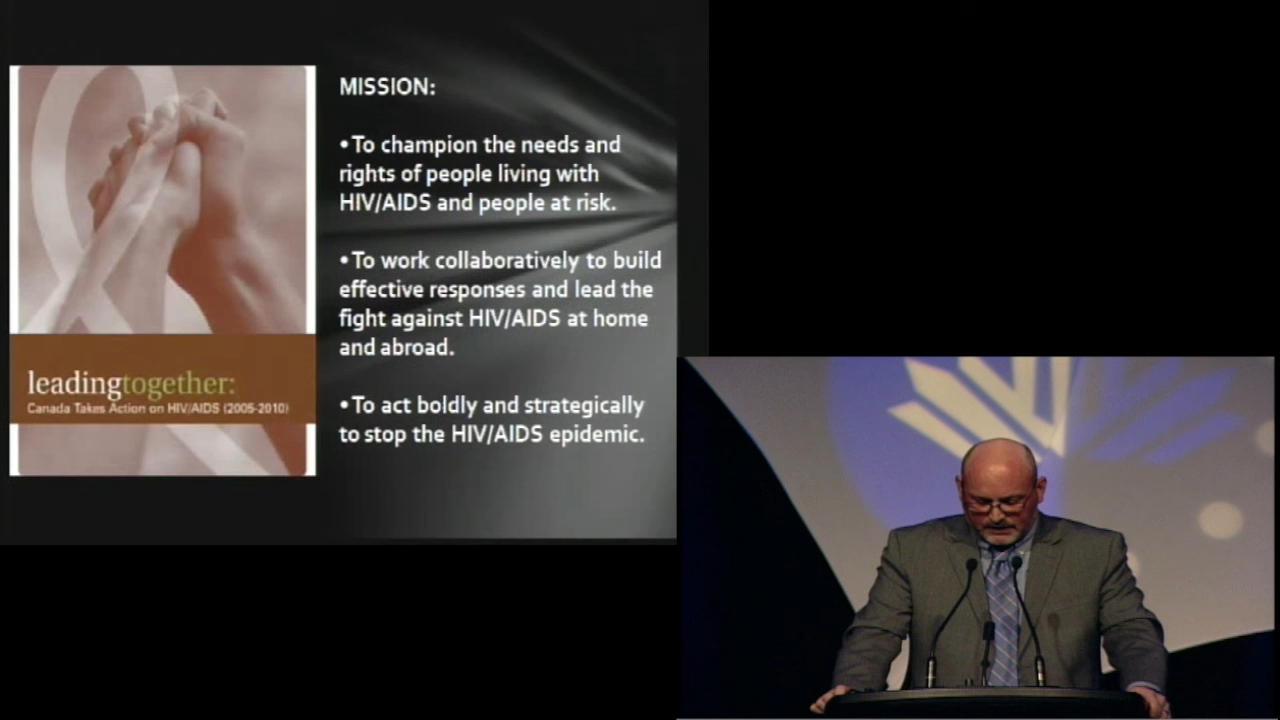 MISSION:
•To champion the needs and
rights of people living with
HIV/AIDS and people at risk.
•To work collaboratively to build
effective responses and lead the
fight against HIV/AIDS at home
and abroad.
•To act boldly and strategically
to stop the HIV/AIDS epidemic.
leadingtogether:
Canada Takes Action on HIV/AIDS (2005-2010)